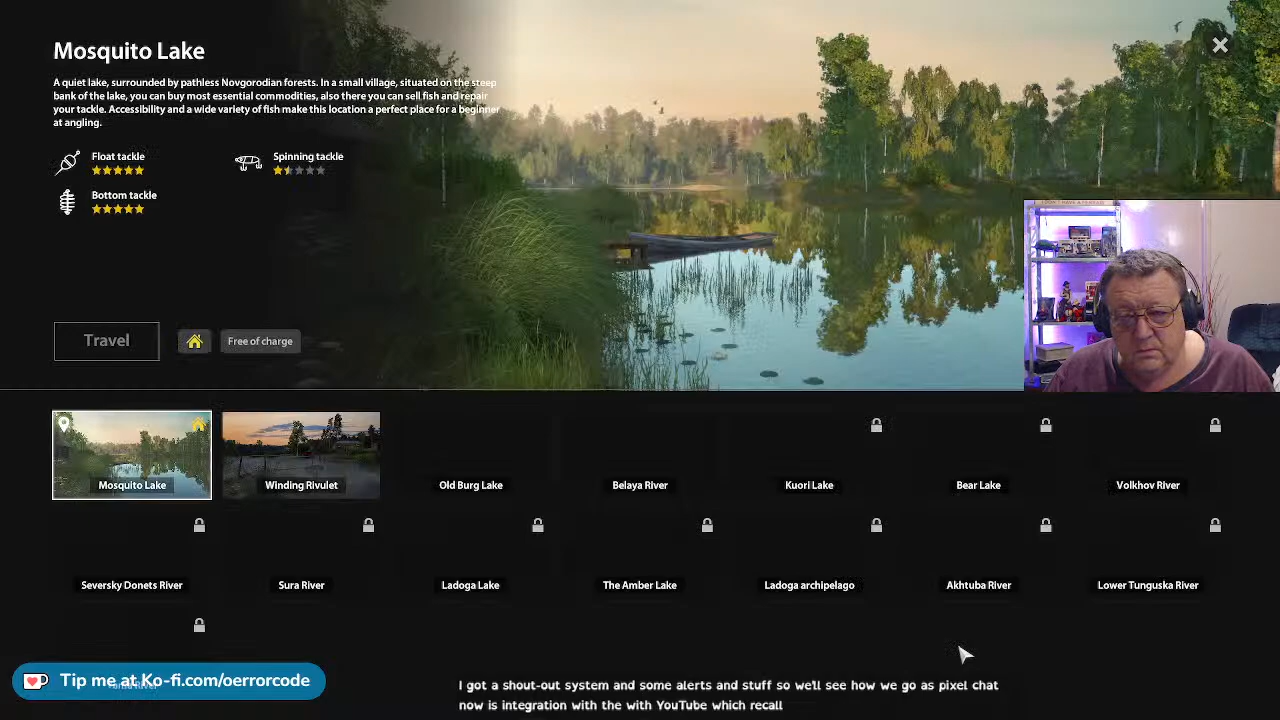 Mosquito Lake
A quiet lake, surrounded by pathless Novgorodian forests. In a small village, situated on the steep
bank of the lake, you can buy most essential commodities, also there you can sell fish and repair
your tackle. Accessibility and a wide variety of fish make this location a perfect place for a beginner
at angling.
Float tackle
Spinning tackle
Bottom tackle
Travel
Free of charge
Mosquito Lake
Winding Rivulet
Old Burg Lake
Belaya River
Kuori Lake
Bear Lake
Volkhov River
Seversky Donets River
Sura River
Ladoga Lake
The Amber Lake
Ladoga archipelago
Akhtuba River
Lower Tunguska River
Tip me at Ko-fi.com/oerrorcode
I got a shout-out system and some alerts and stuff so we'll see how we go as pixel chat
now is integration with the with YouTube which recall